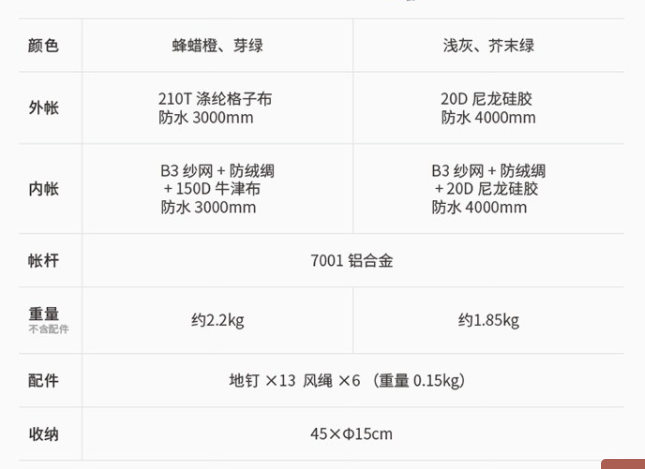 颜色
蜂蜡橙、芽绿
浅灰、芥末绿
外帐
210T 涤纶格子布
防水 3000mm
20D 尼龙硅胶
防水 4000mm
内帐
B3 纱网 + 防绒绸
+ 150D 牛津布
防水 3000mm
B3 纱网 + 防绒绸
+ 20D 尼龙硅胶
防水 4000mm
帐杆
7001 铝合金
重量
不含配件
约2.2kg
约1.85kg
配件
地钉 ×13 风绳 ×6 （重量 0.15kg）
收纳
45×Φ15cm